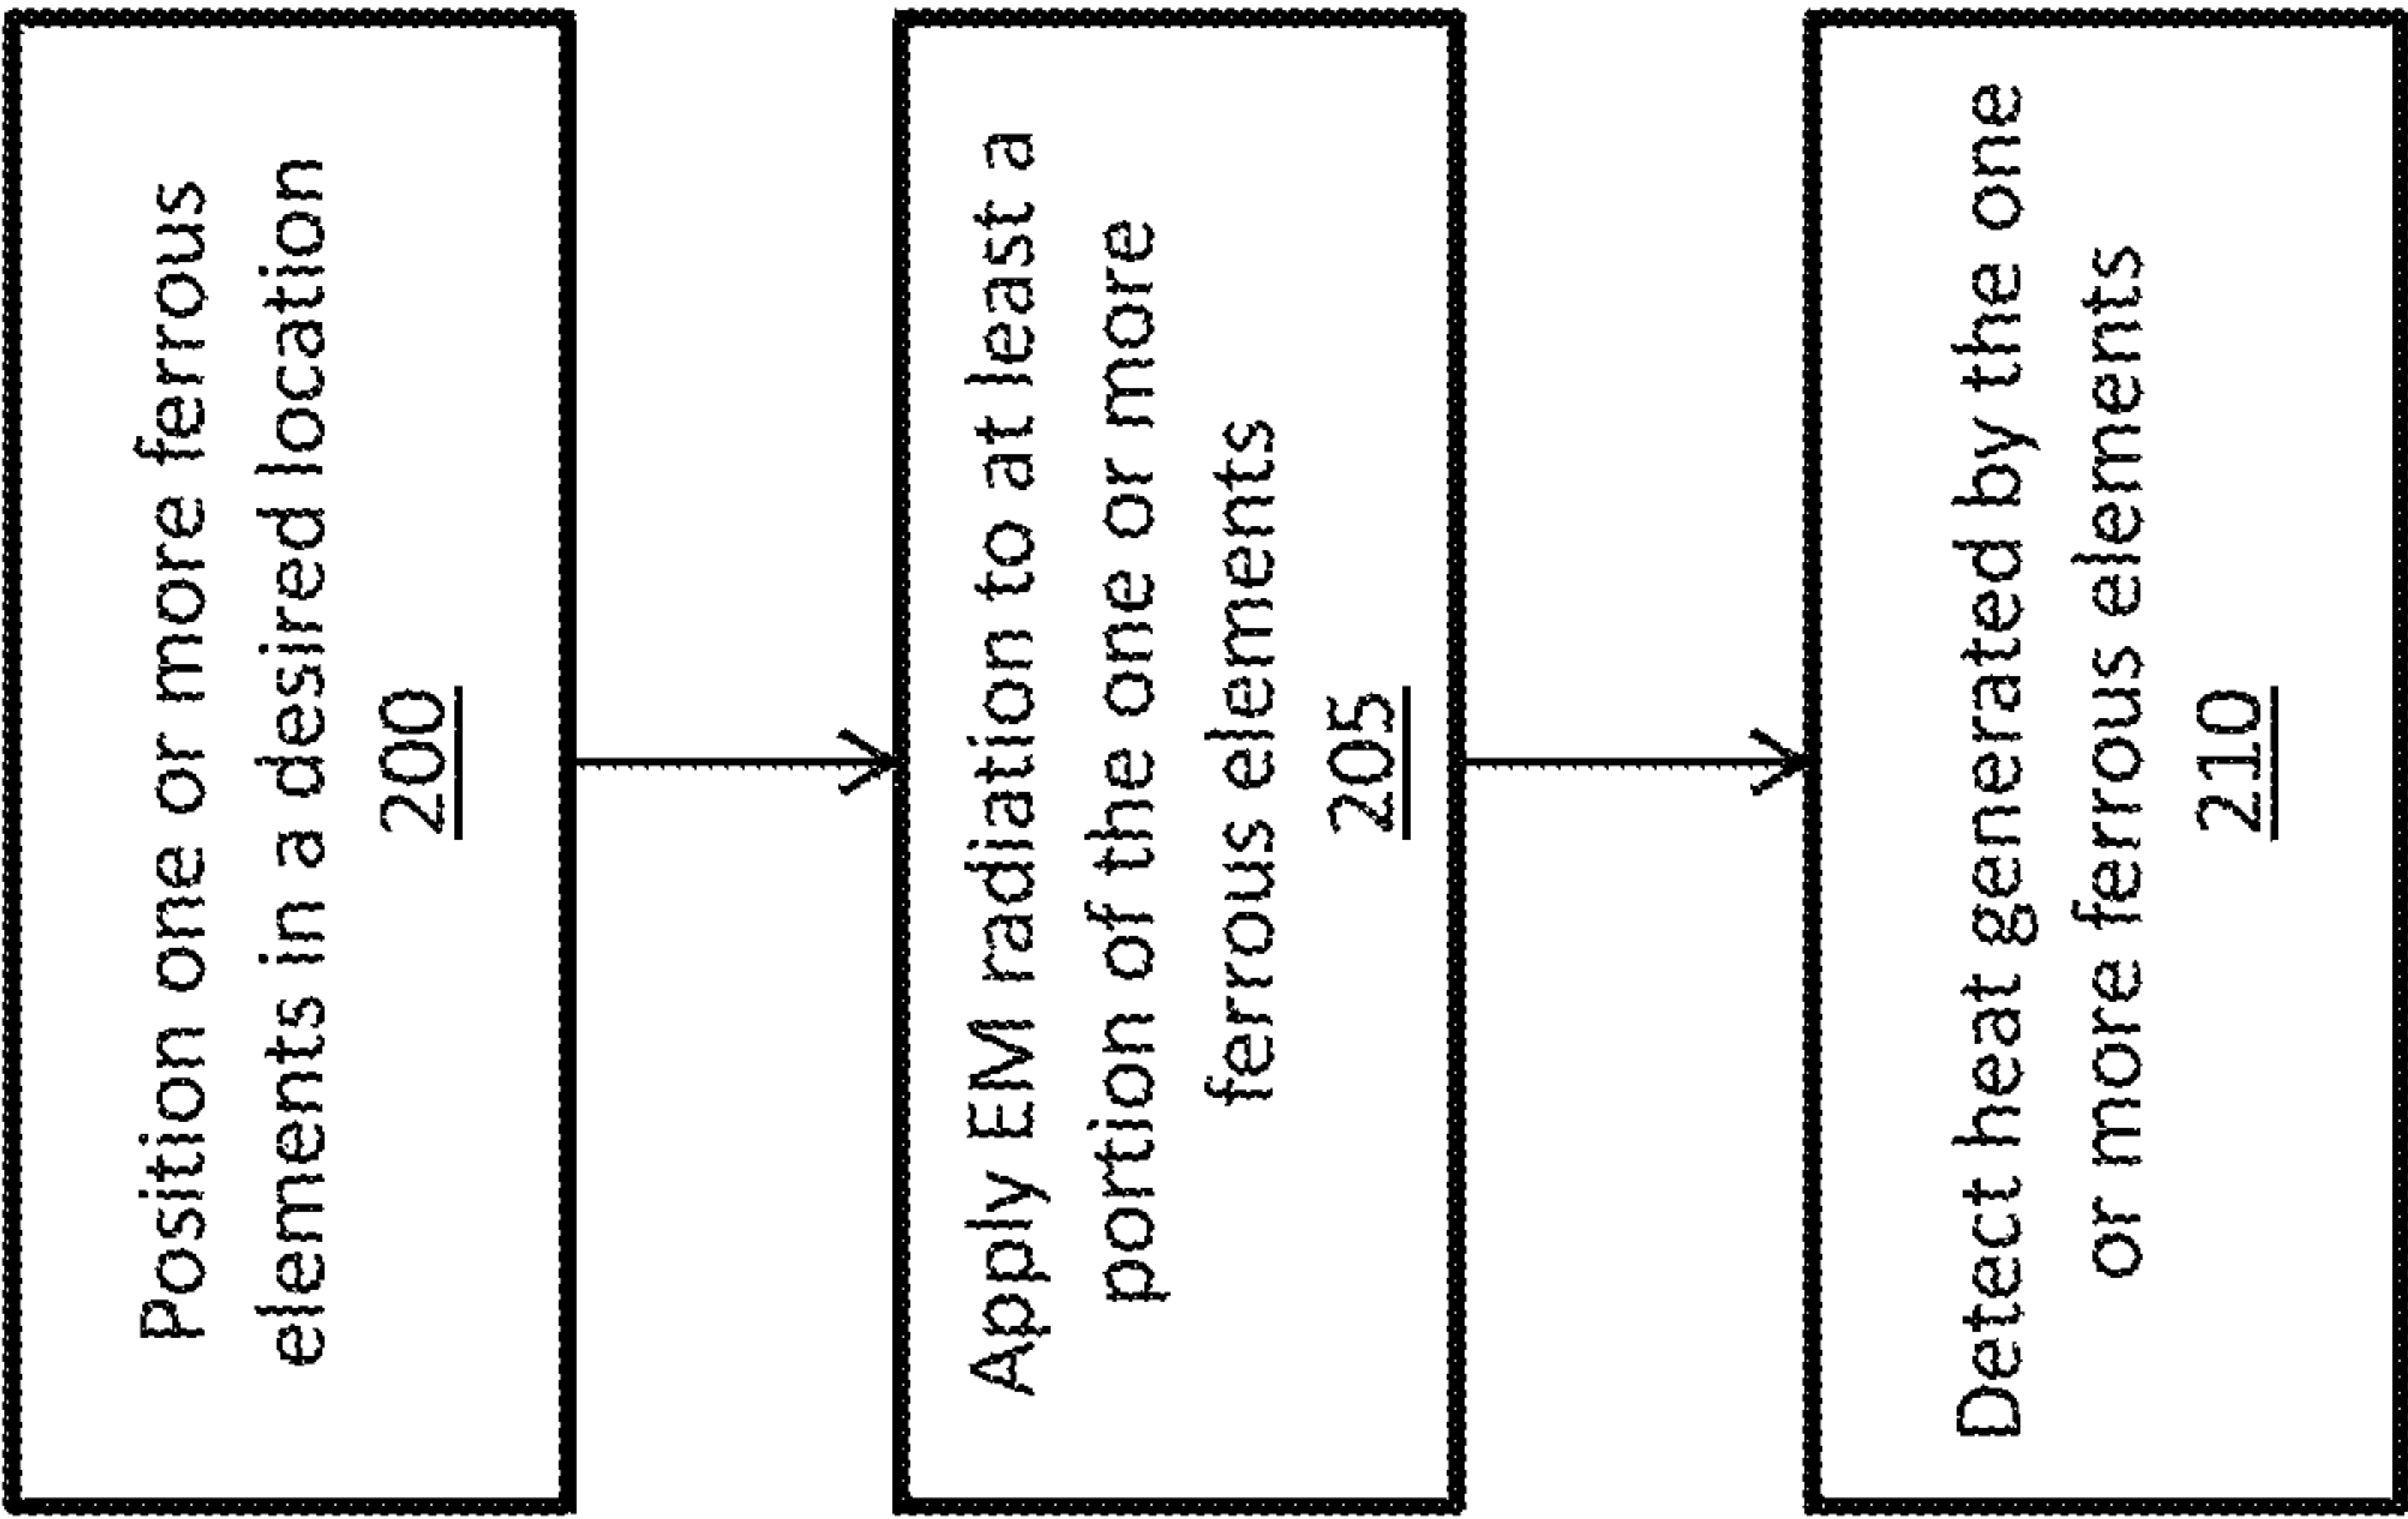 Position one or more ferrous
elements in a desired location
200
Apply EM radiation to at least a
portion of the one or more
ferrous elements
205
Detect heat generated by the one
or more ferrous elements
210